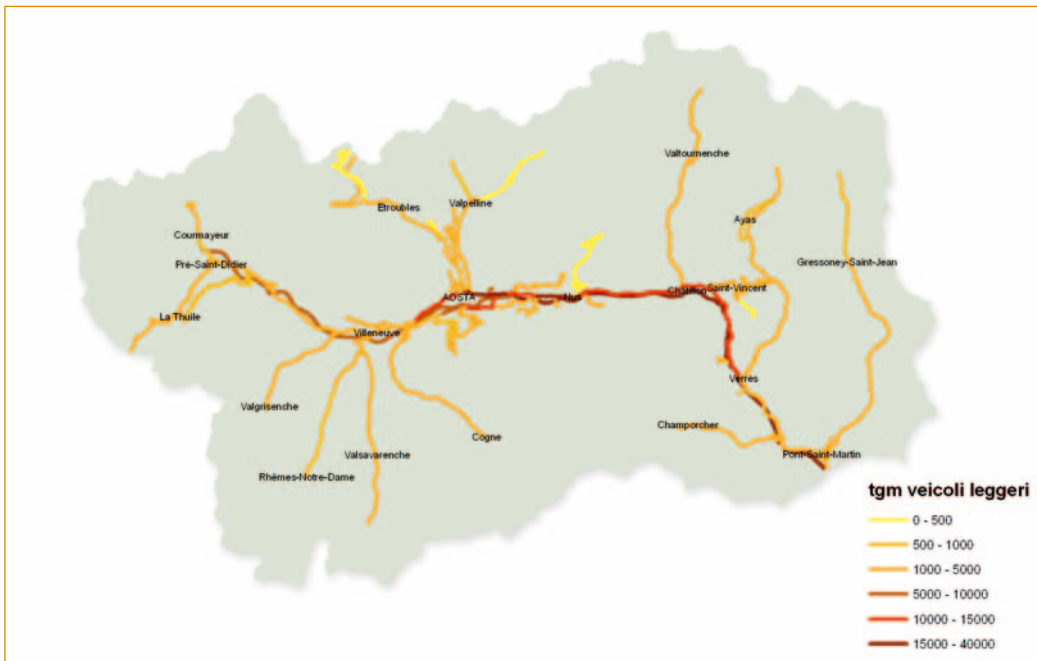 Valtournenche
Etroubles
Valpelline
Ayas
Courmayeur
Gressoney-Saint-Jean
Pré-Saint-Didier
Saint-Vincent
Châtillon
AOSTA
Nus
La Thuile
Villeneuve
Verrès
Valgrisenche
Champorcher
Cogne
Valsavarenche
Pont-Saint-Martin
Rhèmes-Notre-Dame
tgm veicoli leggeri
0 - 500
500 - 1000
1000 - 5000
5000 - 10000
10000 - 15000
15000 - 40000